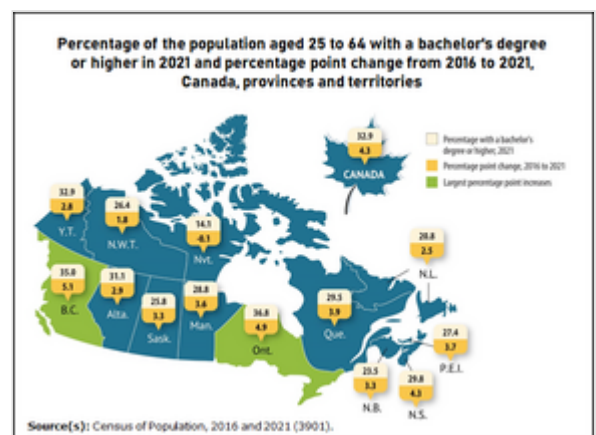 Percentage of the population aged 25 to 64 with a bachelor's degree
or higher in 2021 and percentage point change from 2016 to 2021,
Canada, provinces and territories
32.9
4.3
CANADA
Percentage with a bachelor's
degree or higher, 2021
Percentage point change, 2016 to 2021
Largest percentage point increases
32.9
2.8
Y.T.
26.4
1.8
N.W.T.
14.1
-0.1
Nvt.
20.8
2.5
N.L.
35.0
5.1
B.C.
31.1
2.9
Alta.
25.8
3.3
Sask.
28.8
3.6
Man.
36.8
4.9
Ont.
29.5
3.9
Que.
27.4
3.7
P.E.I.
23.5
3.3
N.B.
29.8
4.3
N.S.
Source(s): Census of Population, 2016 and 2021 (3901).